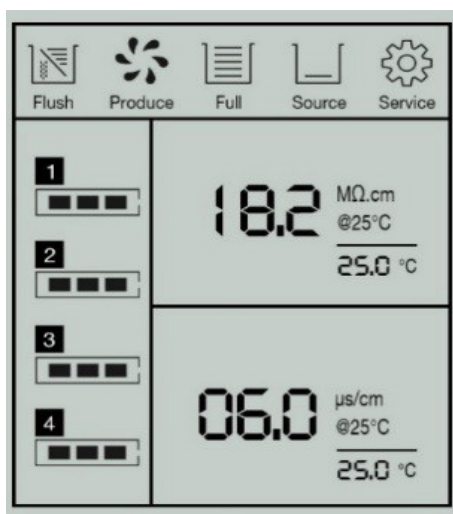 Flush Produce Full Source Service
1
2
3
4
18.2 MΩ.cm
@25°C
25.0 °C
06.0 µs/cm
@25°C
25.0 °C